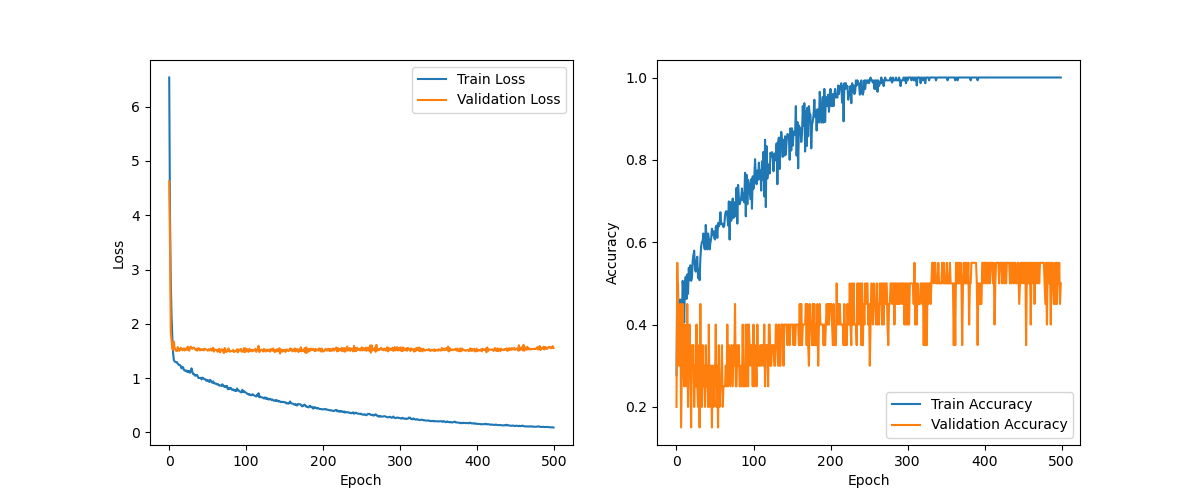 Train Loss
Validation Loss
6
5
4
3
2
1
0
Loss
0 100 200 300 400 500
Epoch
1.0
0.8
0.6
0.4
0.2
Accuracy
Train Accuracy
Validation Accuracy
0 100 200 300 400 500
Epoch